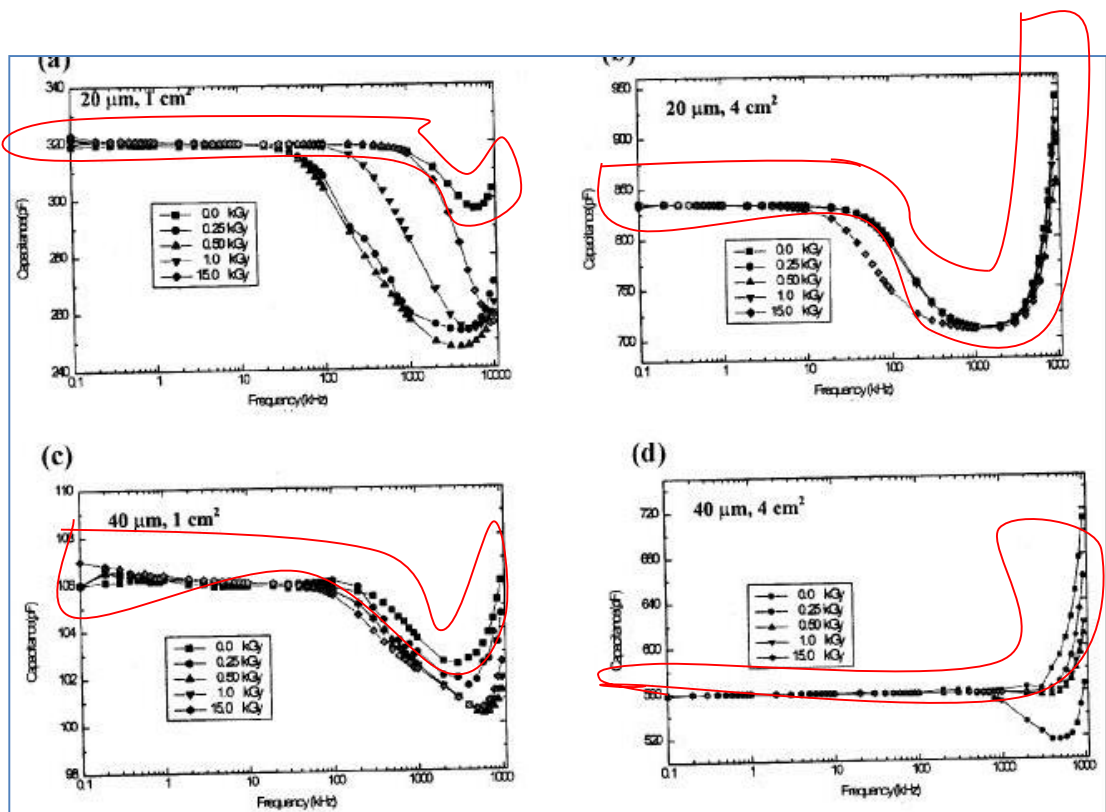 (a)
340
20 μm, 1 cm²
320
300
280
260
240
Capacitance(pF)
0.0 kGy
0.25 kGy
0.50 kGy
1.0 kGy
15.0 kGy
0.1 1 10 100 1000 10000
Frequency(kHz)
(b)
950
20 μm, 4 cm²
900
850
800
750
700
Capacitance(pF)
0.0 kGy
0.25 kGy
0.50 kGy
1.0 kGy
15.0 kGy
0.1 1 10 100 1000 1000
Frequency(kHz)
(c)
110
40 μm, 1 cm²
108
106
104
102
100
98
Capacitance(pF)
0.0 kGy
0.25 kGy
0.50 kGy
1.0 kGy
15.0 kGy
0.1 1 10 100 1000 1000
Frequency(kHz)
(d)
40 μm, 4 cm²
720
680
640
600
560
520
Capacitance(pF)
0.0 kGy
0.25 kGy
0.50 kGy
1.0 kGy
15.0 kGy
0.1 1 10 100 1000 1000
Frequency(kHz)